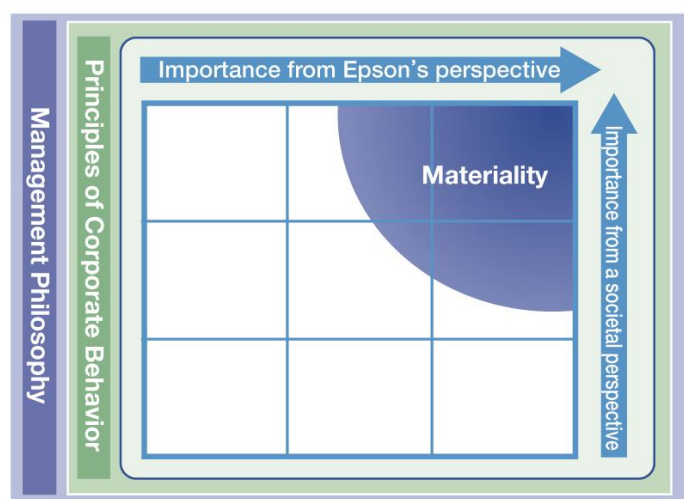 Management Philosophy
Principles of Corporate Behavior
Importance from Epson's perspective
Materiality
Importance from a societal perspective